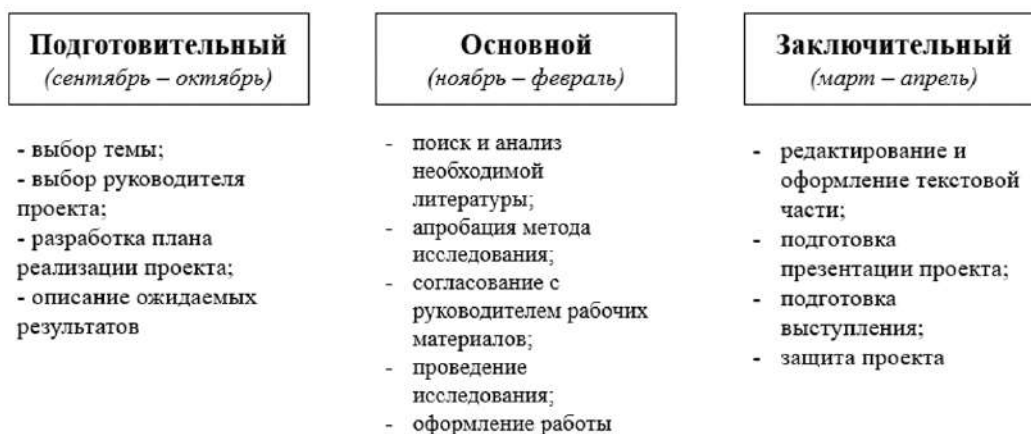 Подготовительный
(сентябрь – октябрь)
- выбор темы;
- выбор руководителя
проекта;
- разработка плана
реализации проекта;
- описание ожидаемых
результатов
Основной
(ноябрь – февраль)
- поиск и анализ
необходимой
литературы;
- апробация метода
исследования;
- согласование с
руководителем рабочих
материалов;
- проведение
исследования;
- оформление работы
Заключительный
(март – апрель)
- редактирование и
оформление текстовой
части;
- подготовка
презентации проекта;
- подготовка
выступления;
- защита проекта